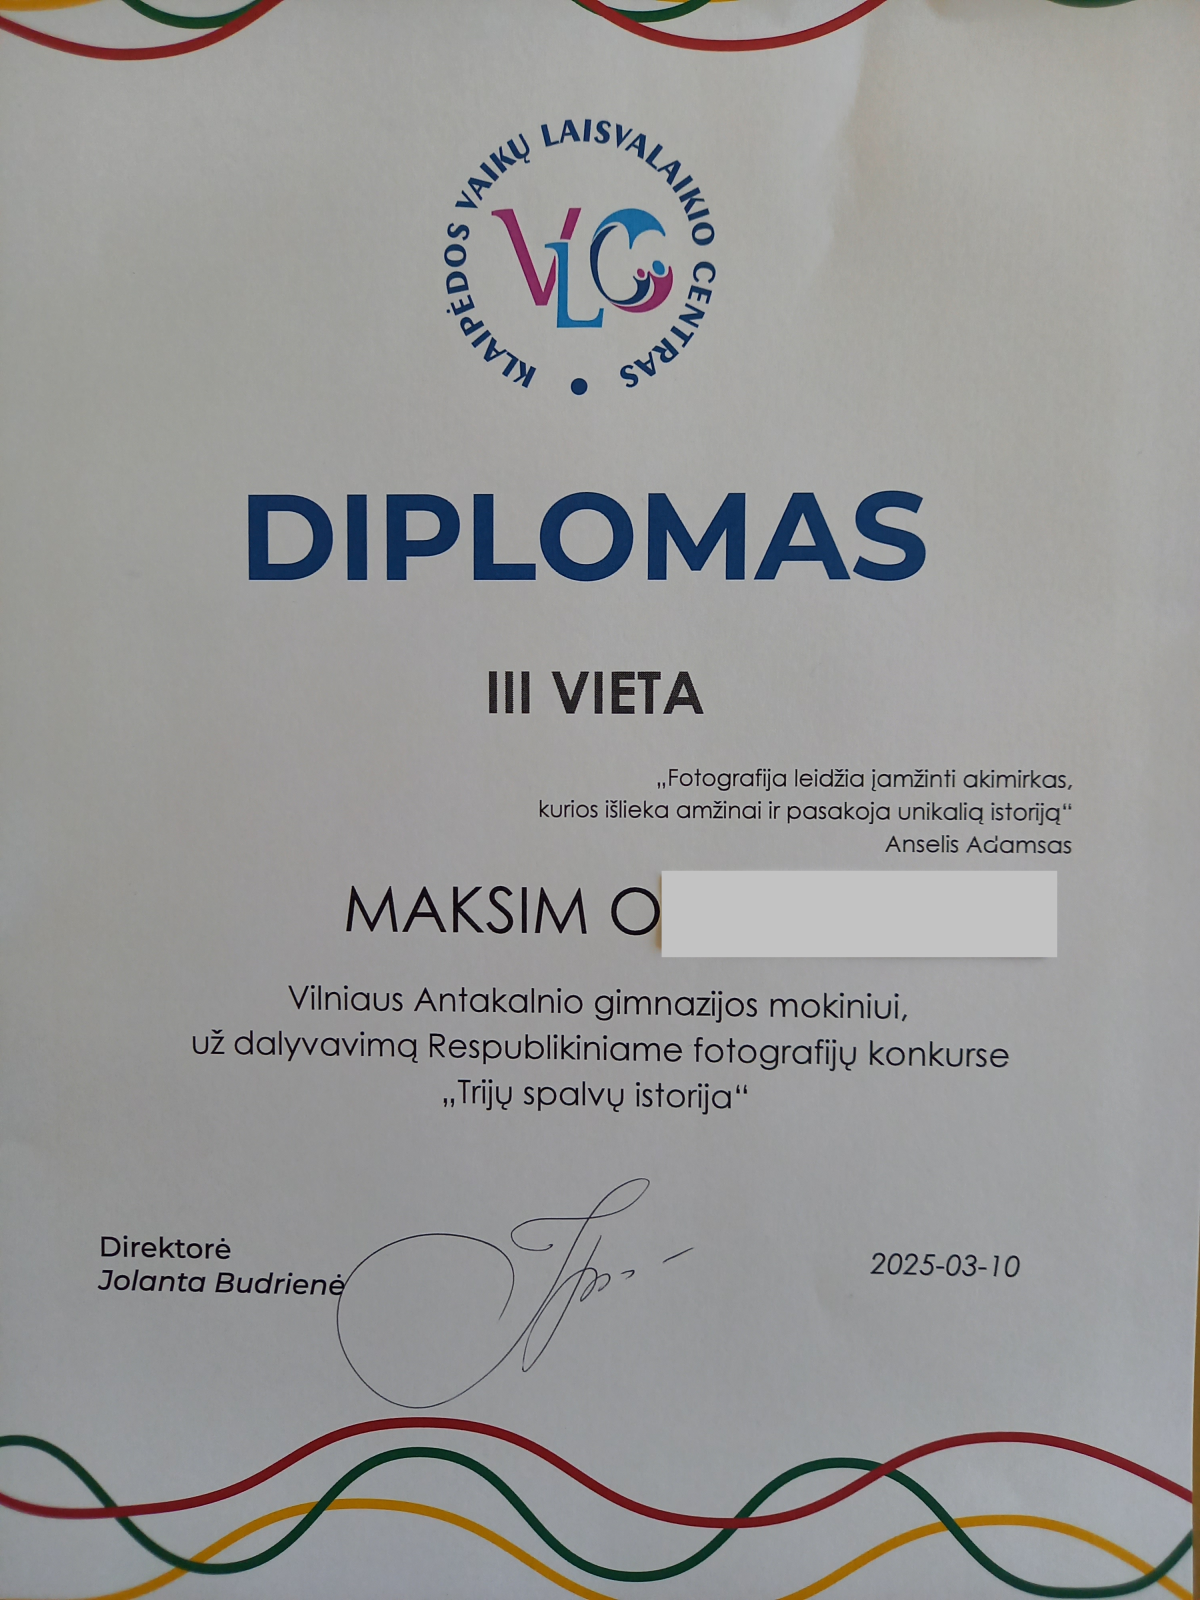 KLAIPĖDOS VAIKŲ LAISVALAIKIO CENTRAS
VLC
DIPLOMAS
III VIETA
„Fotografija leidžia įamžinti akimirkas,
kurios išlieka amžinai ir pasakoja unikalią istoriją“
Anselis Adamsas
MAKSIM O
Vilniaus Antakalnio gimnazijos mokiniui,
už dalyvavimą Respublikiniame fotografijų konkurse
„Trijų spalvų istorija“
Direktorė
Jolanta Budrienė
2025-03-10